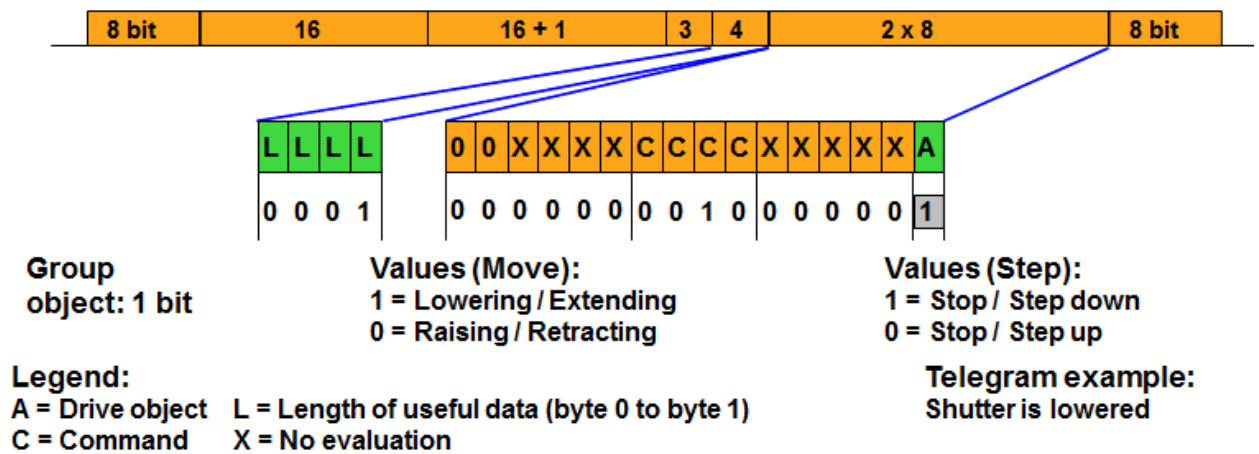 8 bit 16 16 + 1 3 4 2 x 8 8 bit
L L L L 0 0 X X X X C C C C X X X X X A
0 0 0 1 0 0 0 0 0 0 0 0 1 0 0 0 0 0 0 1
Group
object: 1 bit
Values (Move):
1 = Lowering / Extending
0 = Raising / Retracting
Values (Step):
1 = Stop / Step down
0 = Stop / Step up
Legend:
A = Drive object L = Length of useful data (byte 0 to byte 1)
C = Command X = No evaluation
Telegram example:
Shutter is lowered